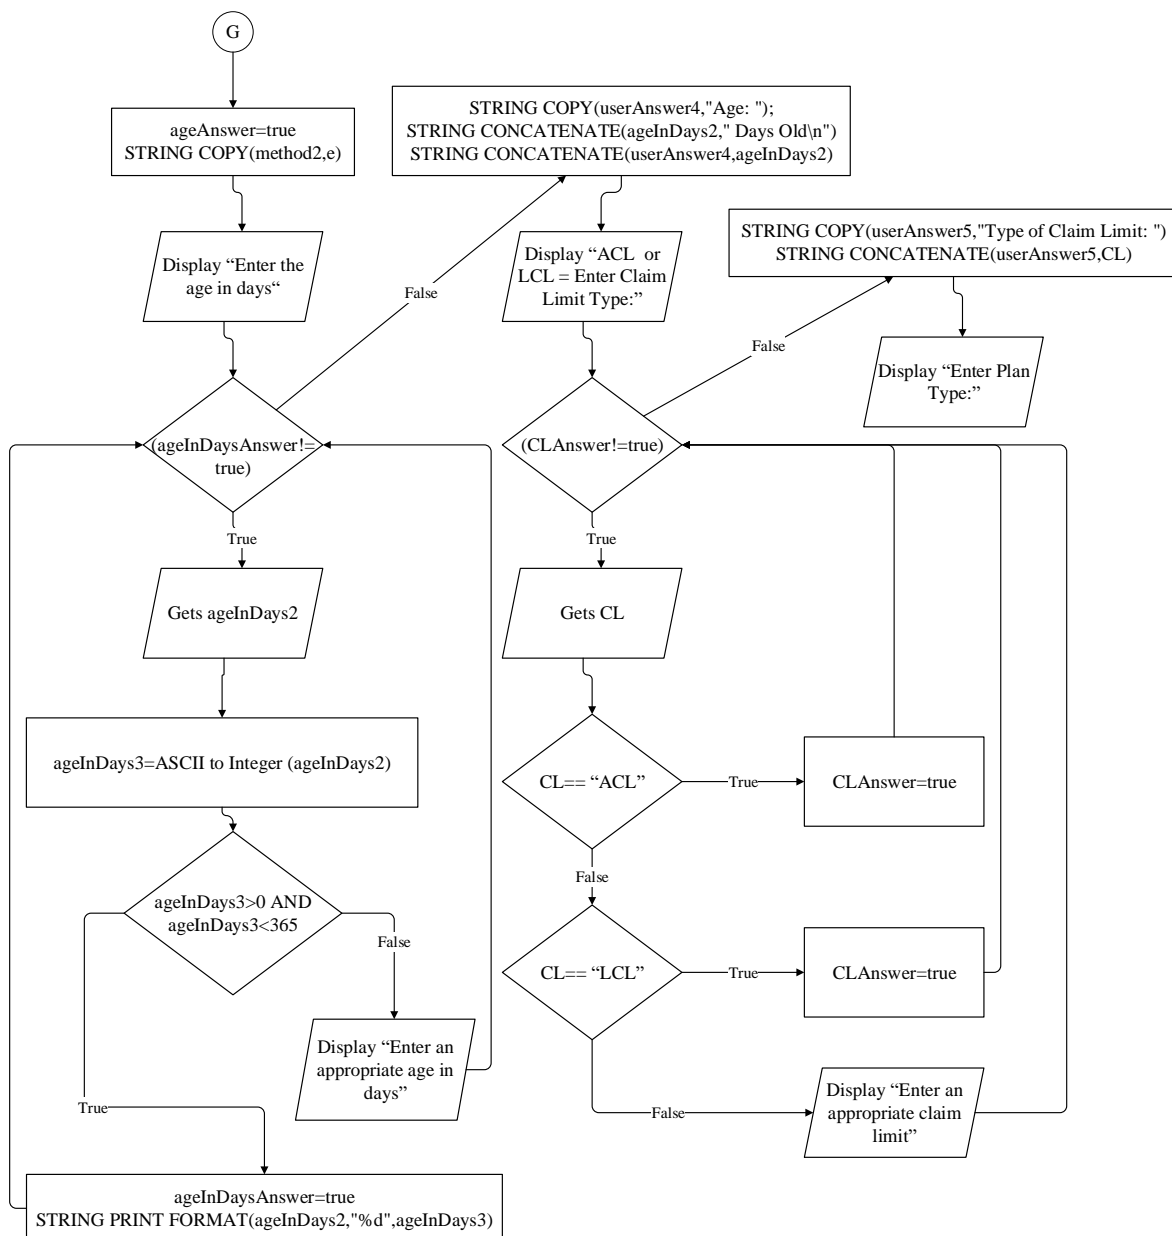 G
ageAnswer=true
STRING COPY(method2,e)
Display “Enter the
age in days“
(ageInDaysAnswer!=
true)
False
True
Gets ageInDays2
ageInDays3=ASCII to Integer (ageInDays2)
ageInDays3>0 AND
ageInDays3<365
False
Display “Enter an
appropriate age in
days”
True
ageInDaysAnswer=true
STRING PRINT FORMAT(ageInDays2,"%d",ageInDays3)
STRING COPY(userAnswer4,"Age: ");
STRING CONCATENATE(ageInDays2," Days Old\n")
STRING CONCATENATE(userAnswer4,ageInDays2)
Display “ACL  or
LCL = Enter Claim
Limit Type:”
(CLAnswer!=true)
False
True
Gets CL
CL== “ACL”
True
CLAnswer=true
False
CL== “LCL”
True
CLAnswer=true
False
Display “Enter an
appropriate claim
limit”
STRING COPY(userAnswer5,"Type of Claim Limit: ")
STRING CONCATENATE(userAnswer5,CL)
Display “Enter Plan
Type:”